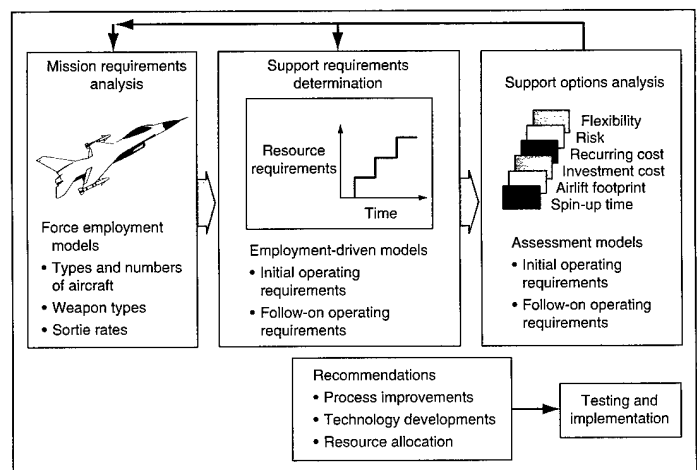 Mission requirements
analysis
Force employment
models
• Types and numbers
of aircraft
• Weapon types
• Sortie rates
Support requirements
determination
Resource
requirements
Time
Employment-driven models
• Initial operating
requirements
• Follow-on operating
requirements
Support options analysis
Flexibility
Risk
Recurring cost
Investment cost
Airlift footprint
Spin-up time
Assessment models
• Initial operating
requirements
• Follow-on operating
requirements
Recommendations
• Process improvements
• Technology developments
• Resource allocation
Testing and
implementation